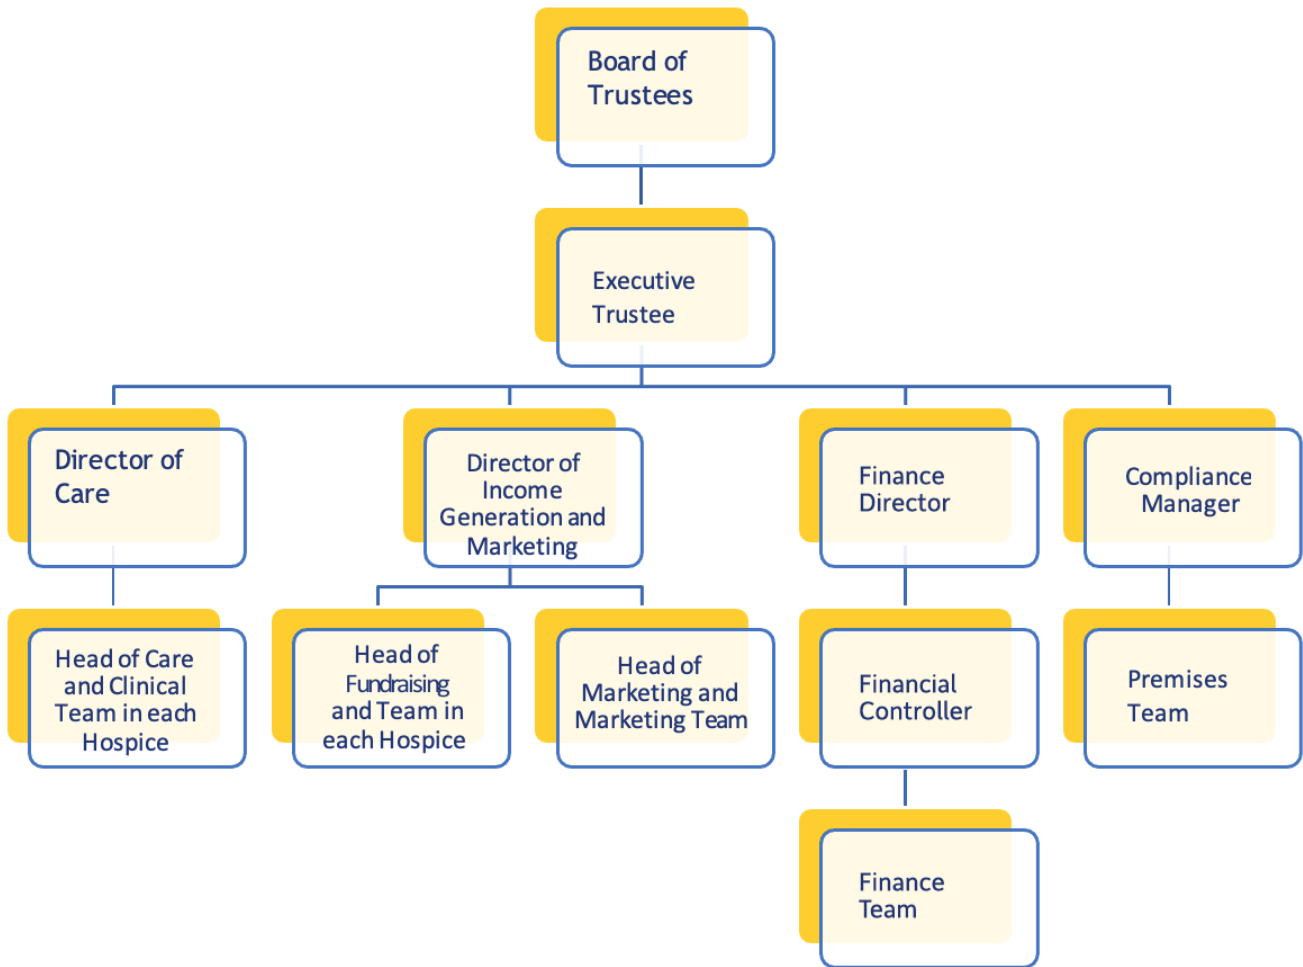 Board of
Trustees
Executive
Trustee
Director of
Care
Director of
Income
Generation and
Marketing
Finance
Director
Compliance
Manager
Head of Care
and Clinical
Team in each
Hospice
Head of
Fundraising
and Team in
each Hospice
Head of
Marketing and
Marketing Team
Financial
Controller
Premises
Team
Finance
Team